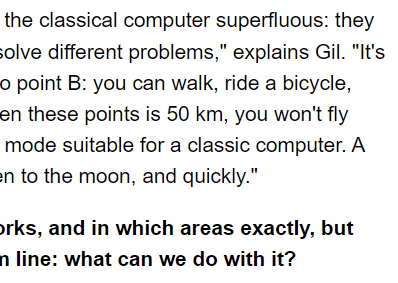 the classical computer superfluous: they
solve different problems," explains Gil. "It's
o point B: you can walk, ride a bicycle,
en these points is 50 km, you won't fly
mode suitable for a classic computer. A
en to the moon, and quickly."
orks, and in which areas exactly, but
m line: what can we do with it?